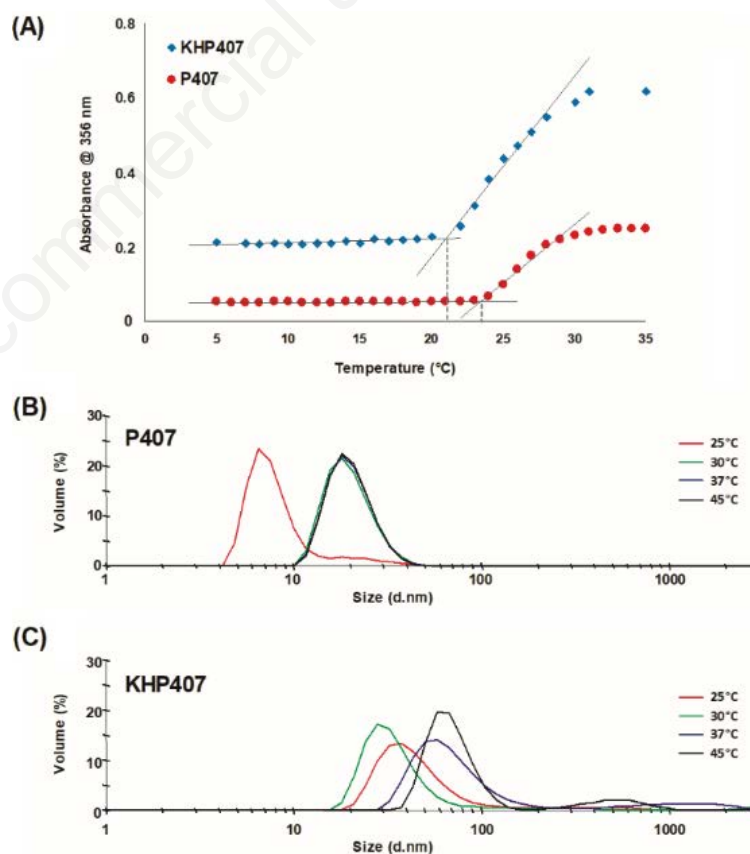 commercial
(A)
KHP407
P407
Absorbance @ 356 nm
0.8
0.6
0.4
0.2
0
0 5 10 15 20 25 30 35
Temperature (°C)
(B)
P407
Volume (%)
30
20
10
0
1 10 100 1000
Size (d.nm)
25°C
30°C
37°C
45°C
(C)
KHP407
Volume (%)
30
20
10
0
1 10 100 1000
Size (d.nm)
25°C
30°C
37°C
45°C